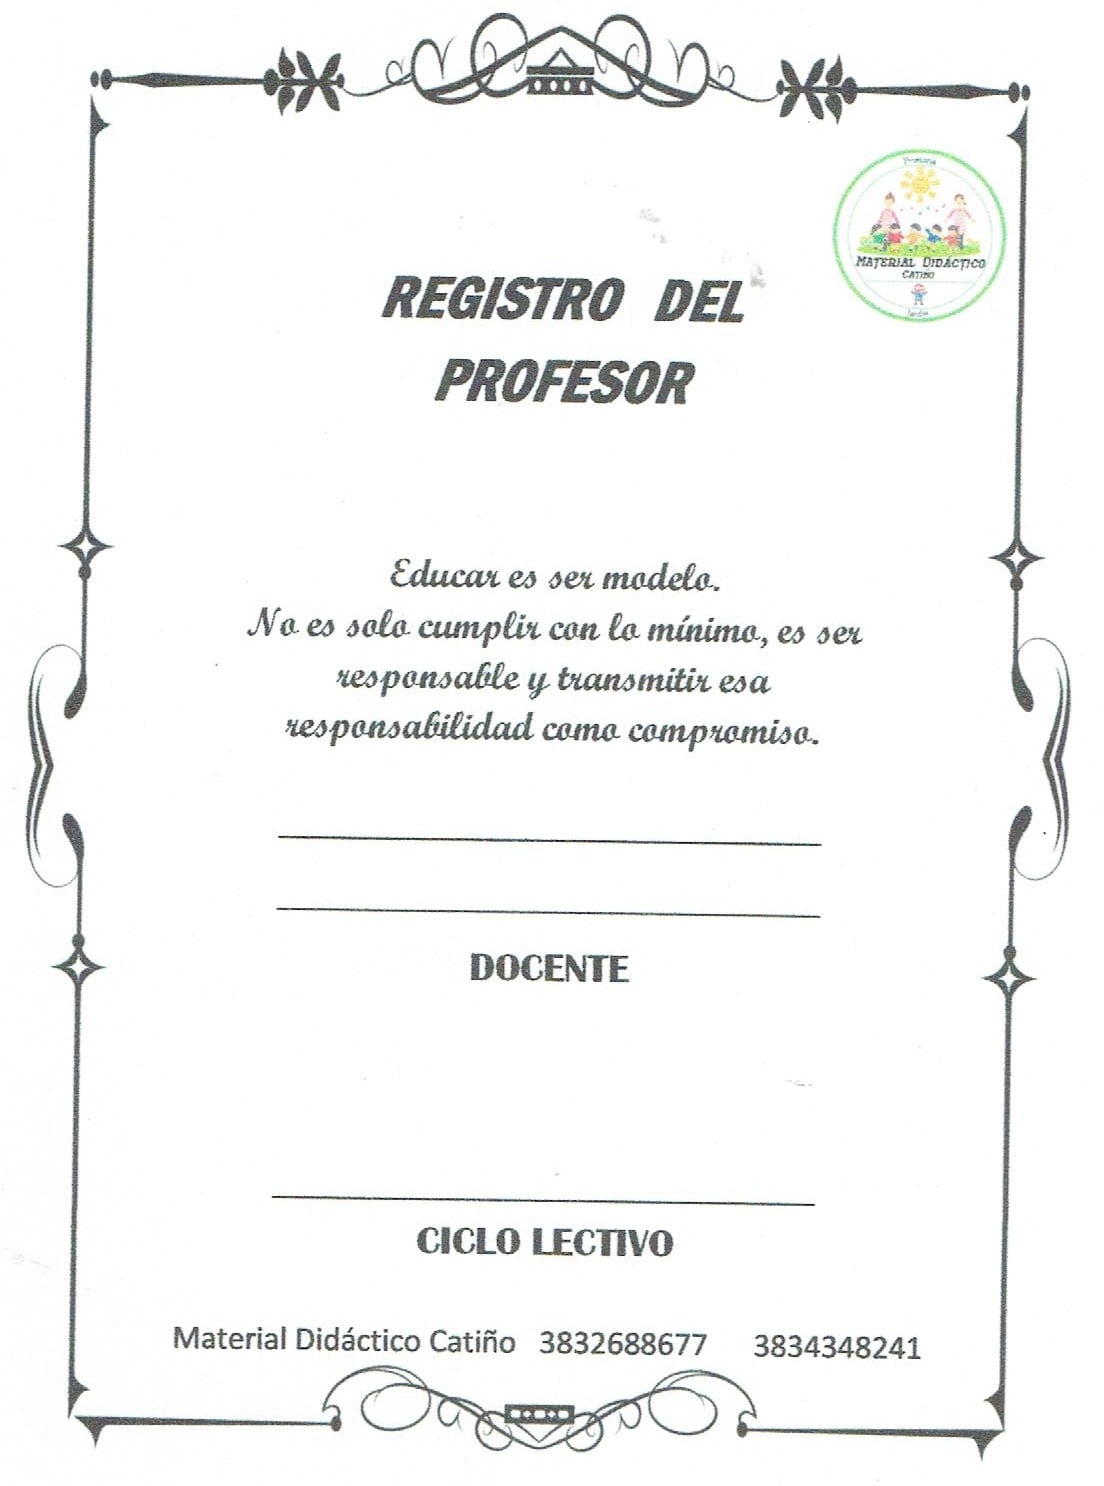 Primaria
MATERIAL DIDÁCTICO
CATIÑO
Jardín
REGISTRO DEL
PROFESOR
Educar es ser modelo.
No es solo cumplir con lo mínimo, es ser
responsable y transmitir esa
responsabilidad como compromiso.
DOCENTE
CICLO LECTIVO
Material Didáctico Catiño 3832688677 3834348241